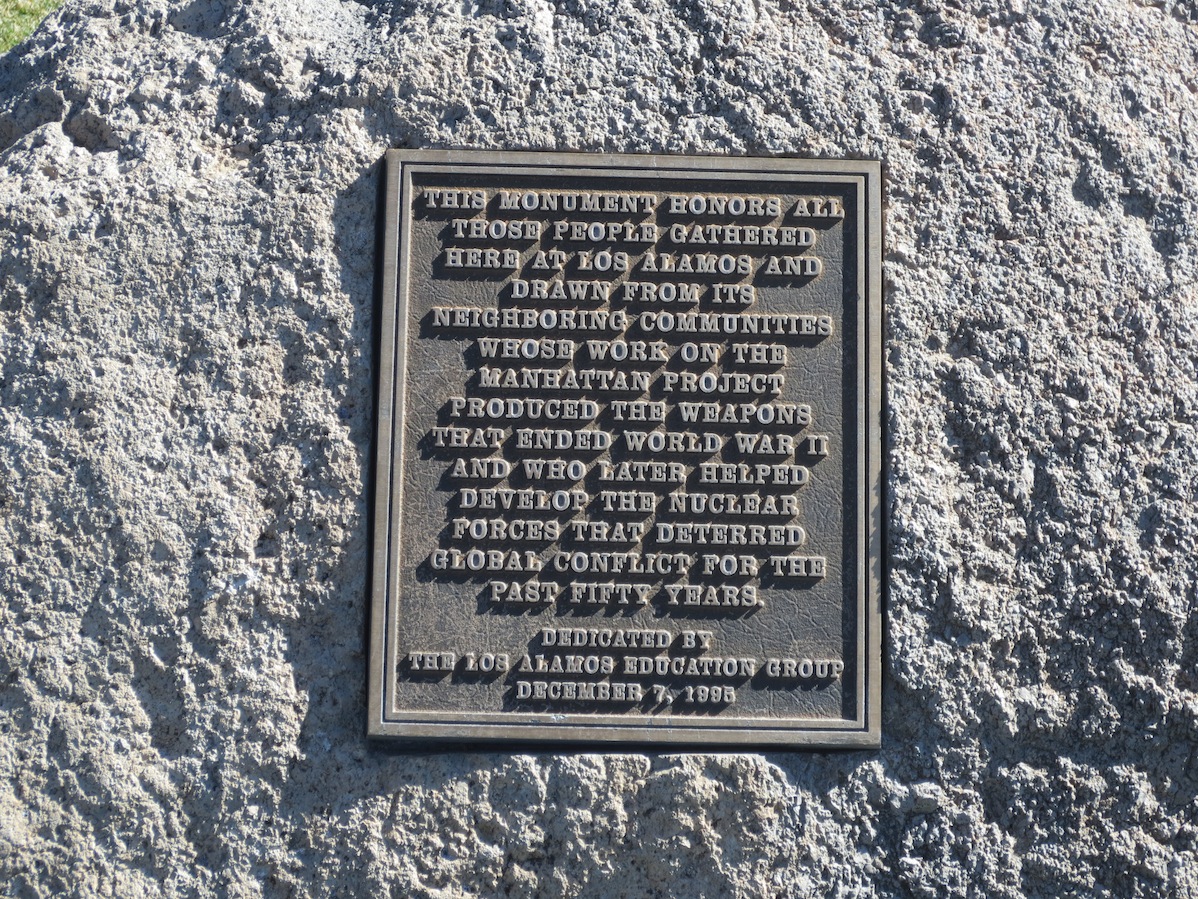 THIS MONUMENT HONORS ALL
THOSE PEOPLE GATHERED
HERE AT LOS ALAMOS AND
DRAWN FROM ITS
NEIGHBORING COMMUNITIES
WHOSE WORK ON THE
MANHATTAN PROJECT
PRODUCED THE WEAPONS
THAT ENDED WORLD WAR II
AND WHO LATER HELPED
DEVELOP THE NUCLEAR
FORCES THAT DETERRED
GLOBAL CONFLICT FOR THE
PAST FIFTY YEARS.
DEDICATED BY
THE LOS ALAMOS EDUCATION GROUP
DECEMBER 7, 1995